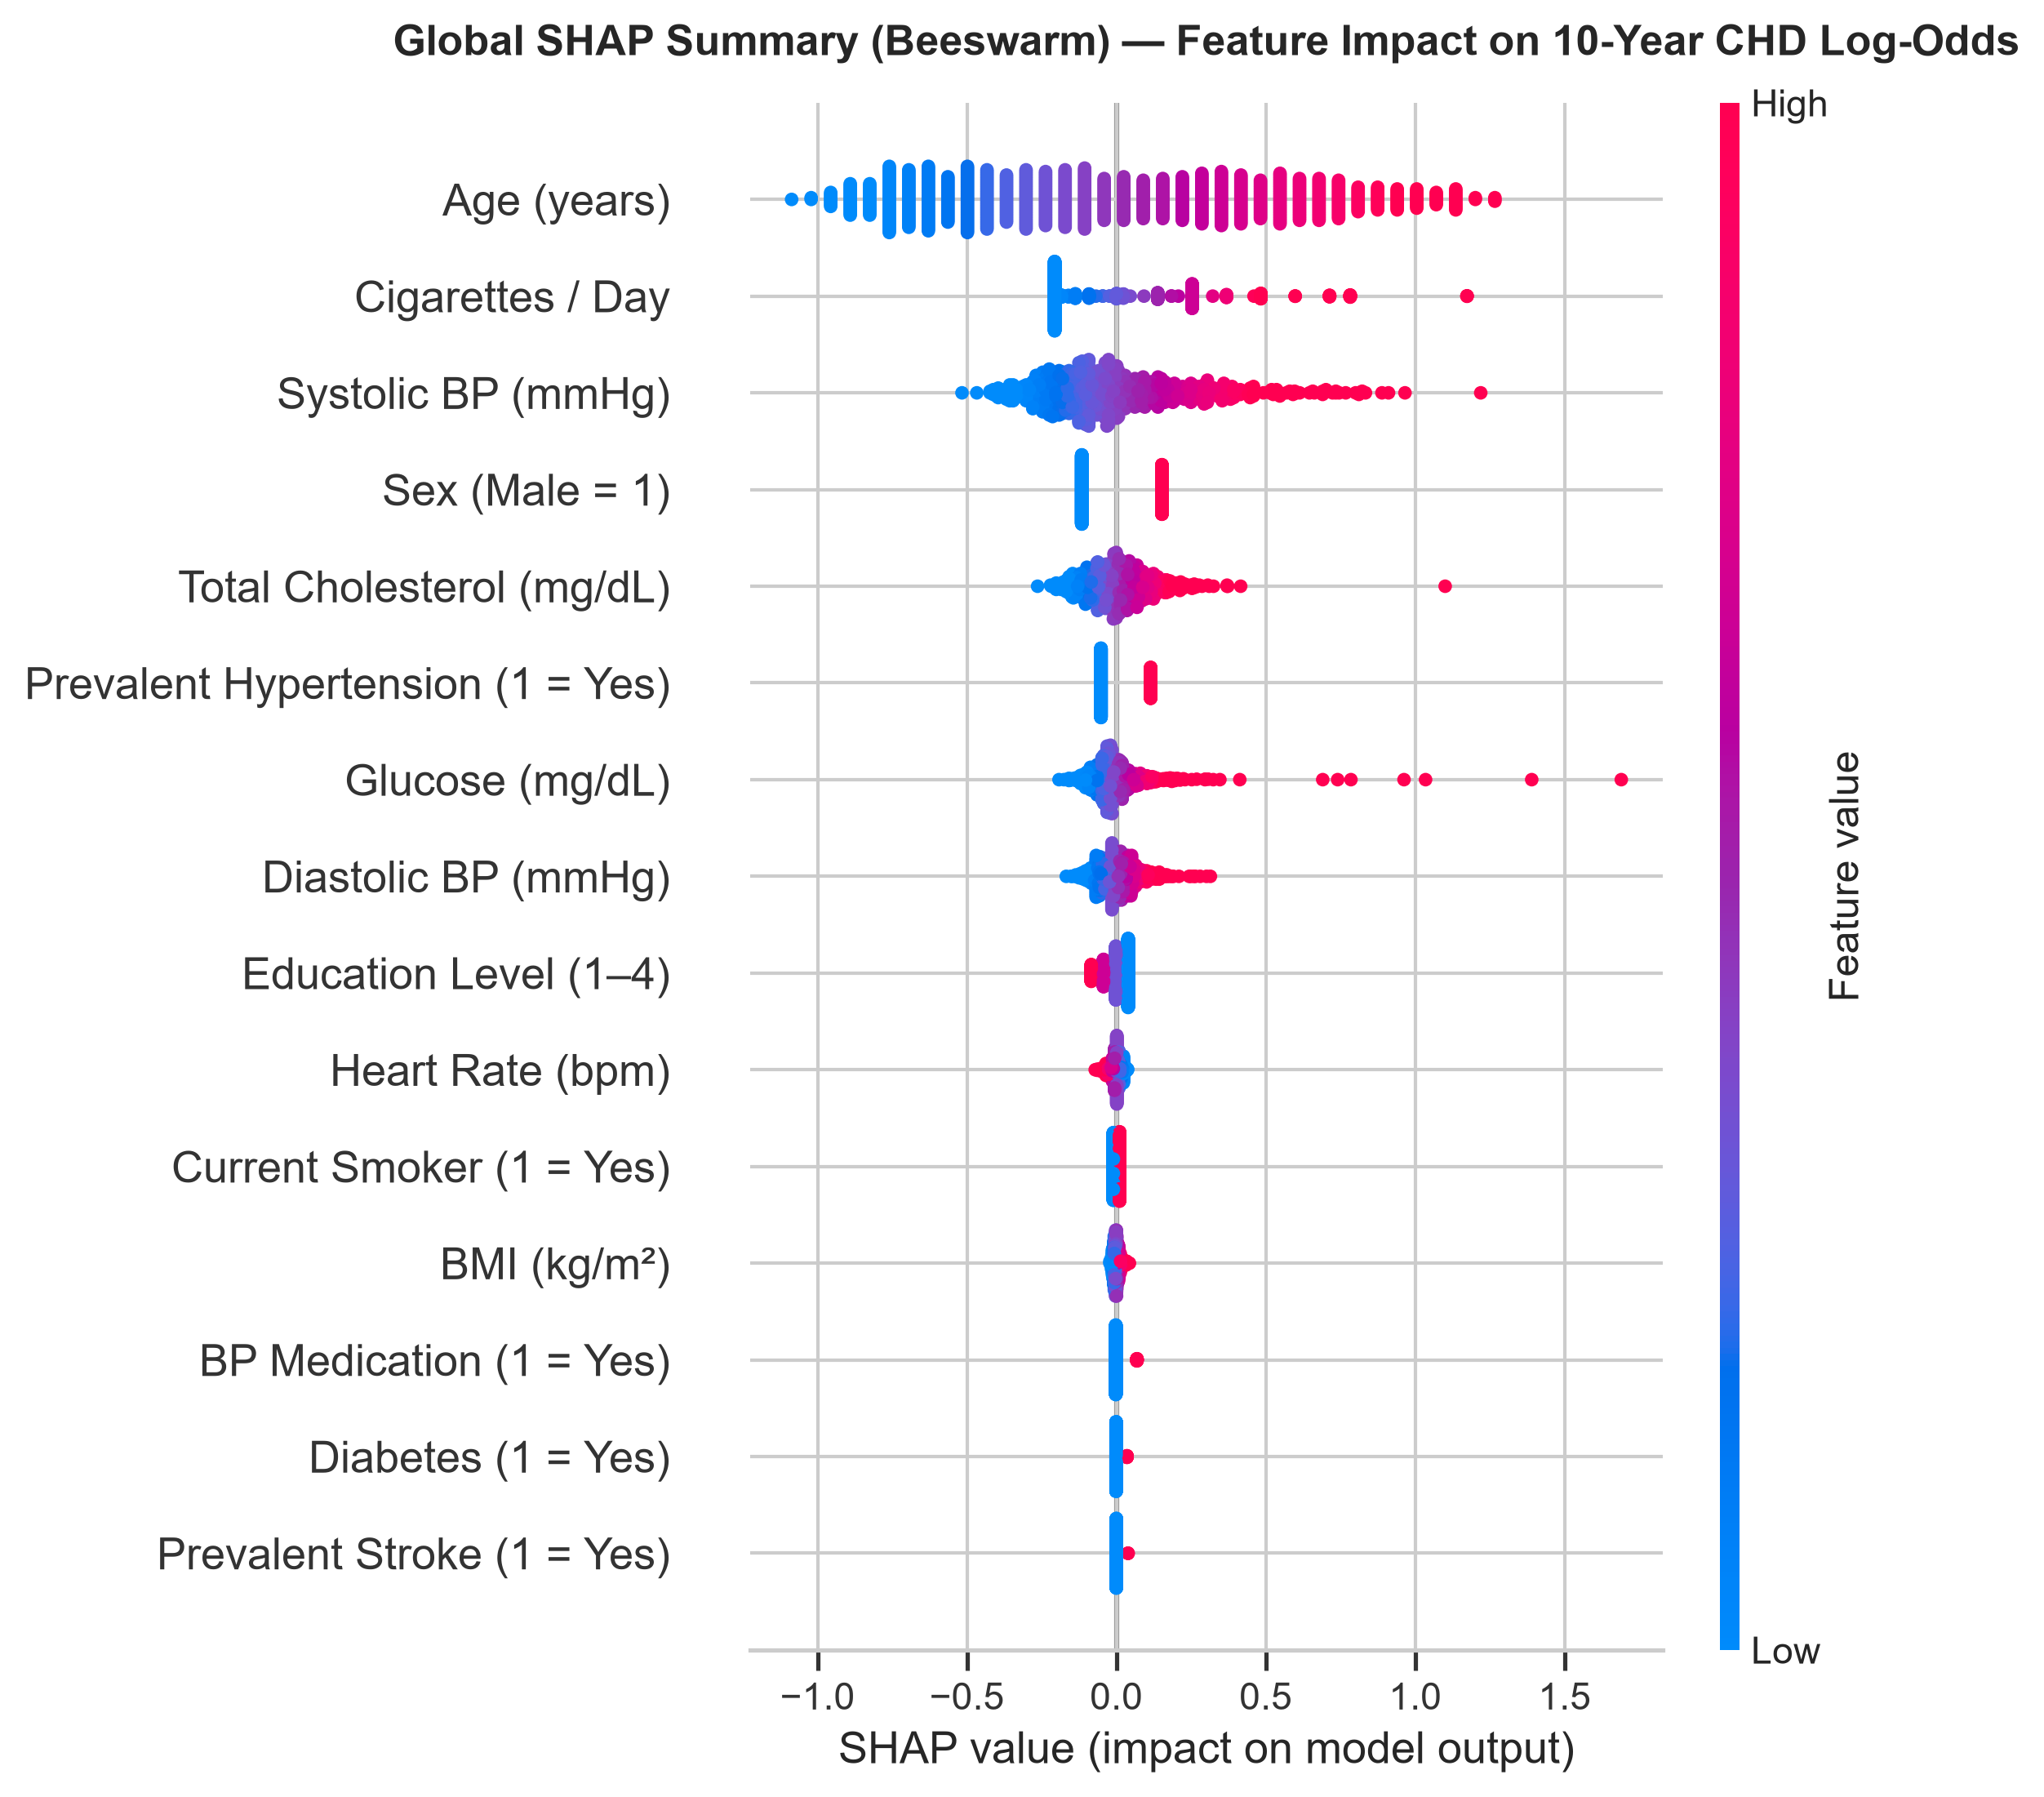 Global SHAP Summary (Beeswarm) — Feature Impact on 10-Year CHD Log-Odds
High
Age (years)
Cigarettes / Day
Systolic BP (mmHg)
Sex (Male = 1)
Total Cholesterol (mg/dL)
Prevalent Hypertension (1 = Yes)
Glucose (mg/dL)
Diastolic BP (mmHg)
Education Level (1–4)
Heart Rate (bpm)
Current Smoker (1 = Yes)
BMI (kg/m²)
BP Medication (1 = Yes)
Diabetes (1 = Yes)
Prevalent Stroke (1 = Yes)
Feature value
Low
−1.0 −0.5 0.0 0.5 1.0 1.5
SHAP value (impact on model output)